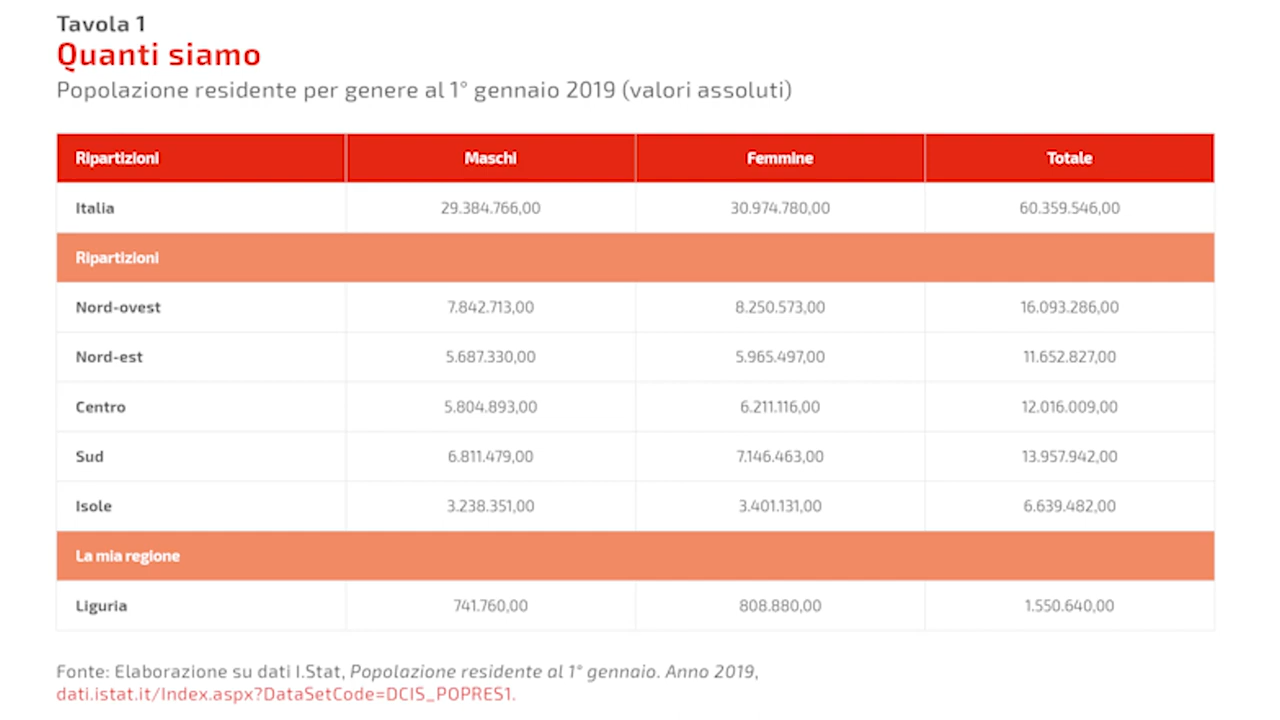 Tavola 1
Quanti siamo
Popolazione residente per genere al 1° gennaio 2019 (valori assoluti)
Ripartizioni Maschi Femmine Totale
Italia 29.384.766,00 30.974.780,00 60.359.546,00
Ripartizioni
Nord-ovest 7.842.713,00 8.250.573,00 16.093.286,00
Nord-est 5.687.330,00 5.965.497,00 11.652.827,00
Centro 5.804.893,00 6.211.116,00 12.016.009,00
Sud 6.811.479,00 7.146.463,00 13.957.942,00
Isole 3.238.351,00 3.401.131,00 6.639.482,00
La mia regione
Liguria 741.760,00 808.880,00 1.550.640,00
Fonte: Elaborazione su dati I.Stat, Popolazione residente al 1° gennaio. Anno 2019,
dati.istat.it/Index.aspx?DataSetCode=DCIS_POPRES1.